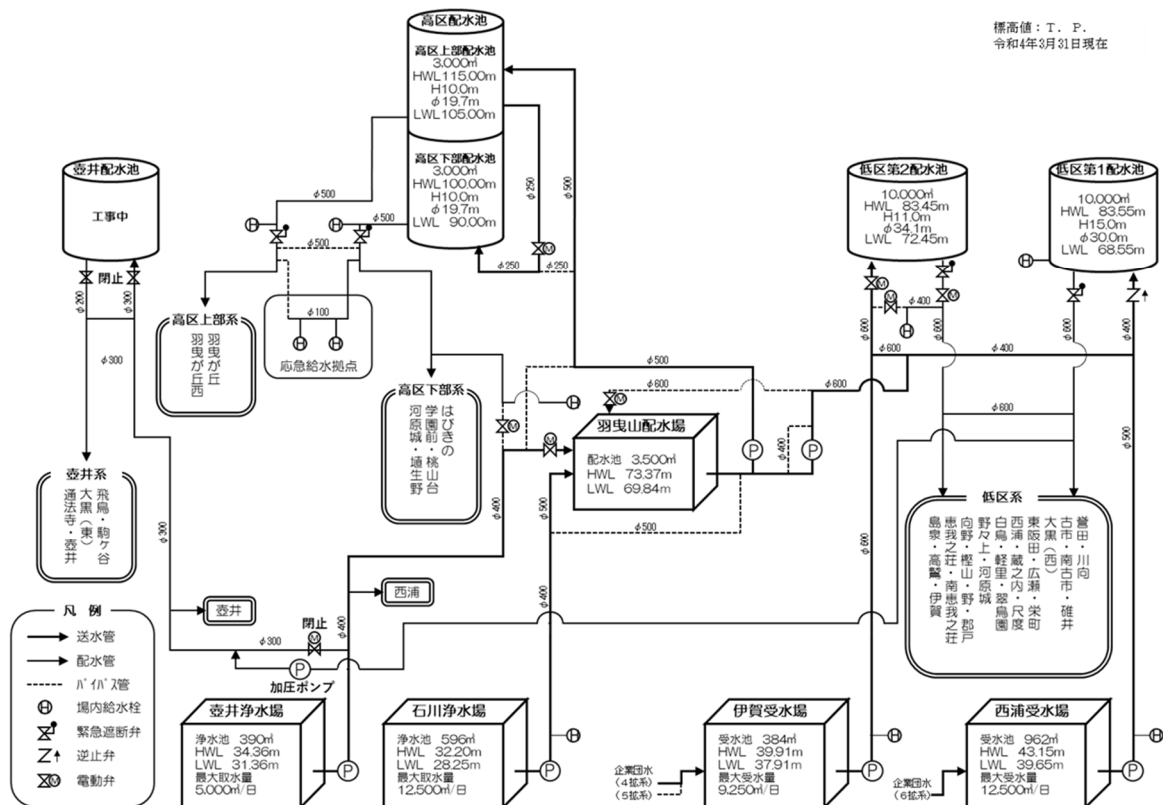 標高値：T．P．
令和4年3月31日現在
高区配水池
高区上部配水池
3,000㎥
HWL115.00m
H10.0m
φ19.7m
LWL105.00m
高区下部配水池
3,000㎥
HWL100.00m
H10.0m
φ19.7m
LWL 90.00m
壺井配水池
工事中
低区第2配水池
10,000㎥
HWL 83.45m
H11.0m
φ34.1m
LWL 72.45m
低区第1配水池
10,000㎥
HWL 83.55m
H15.0m
φ30.0m
LWL 68.55m
φ500
φ500
φ500
φ250
φ500
φ250
φ250
M
H
H
閉止
φ200
φ300
φ300
高区上部系
羽曳が丘
羽曳が丘西
φ100
H
H
応急給水拠点
高区下部系
はびきの
学園前・桃山台
河原城・埴生野
M
M
φ400
H
M
φ600
φ500
φ600
羽曳山配水場
配水池 3,500㎥
HWL 73.37m
LWL 69.84m
P
φ400
P
φ500
φ500
M
M
M
φ400
H
φ600
φ600
φ600
φ400
H
φ600
φ400
φ600
φ500
φ600
壺井系
飛鳥・駒ヶ谷
大黒（東）
通法寺・壺井
φ300
壺井
西浦
φ300
閉止
M
φ400
P
加圧ポンプ
φ400
低区系
誉田・川向
古市・南古市・碓井
大黒（西）
東阪田・広瀬・栄町
西浦・蔵之内・尺度
白鳥・軽里・翠鳥園
野々上・河原城
向野・樫山・野・郡戸
恵我之荘・南恵我之荘
島泉・高鷲・伊賀
凡 例
送水管
配水管
ﾊﾞｲﾊﾟｽ管
H 場内給水栓
緊急遮断弁
逆止弁
M 電動弁
壺井浄水場
浄水池 390㎥
HWL 34.36m
LWL 31.36m
最大取水量
5,000㎥/日
P
石川浄水場
浄水池 596㎥
HWL 32.20m
LWL 28.25m
最大取水量
12,500㎥/日
P
H
企業団水
（4拡系）
（5拡系）
伊賀受水場
受水池 384㎥
HWL 39.91m
LWL 37.91m
最大受水量
9,250㎥/日
P
H
企業団水
（6拡系）
西浦受水場
受水池 962㎥
HWL 43.15m
LWL 39.65m
最大受水量
12,500㎥/日
P
H